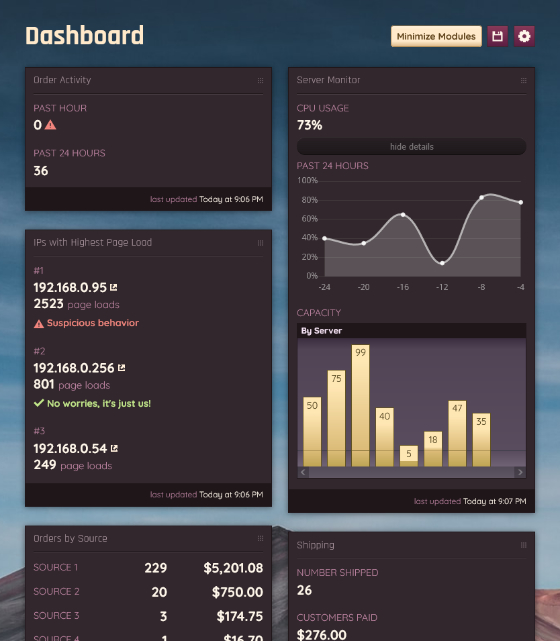 Dashboard
Minimize Modules
Order Activity
PAST HOUR
0
PAST 24 HOURS
36
last updated Today at 9:06 PM
IPs with Highest Page Load
#1
192.168.0.95
2523 page loads
Suspicious behavior
#2
192.168.0.256
801 page loads
No worries, it's just us!
#3
192.168.0.54
249 page loads
last updated Today at 9:06 PM
Orders by Source
SOURCE 1 229 $5,201.08
SOURCE 2 20 $750.00
SOURCE 3 3 $174.75
SOURCE 4 1 $16.70
Server Monitor
CPU USAGE
73%
hide details
PAST 24 HOURS
100%
80%
60%
40%
20%
0%
-24 -20 -16 -12 -8 -4
CAPACITY
By Server
50 75 99 40 5 18 47 35
last updated Today at 9:07 PM
Shipping
NUMBER SHIPPED
26
CUSTOMERS PAID
$276.00